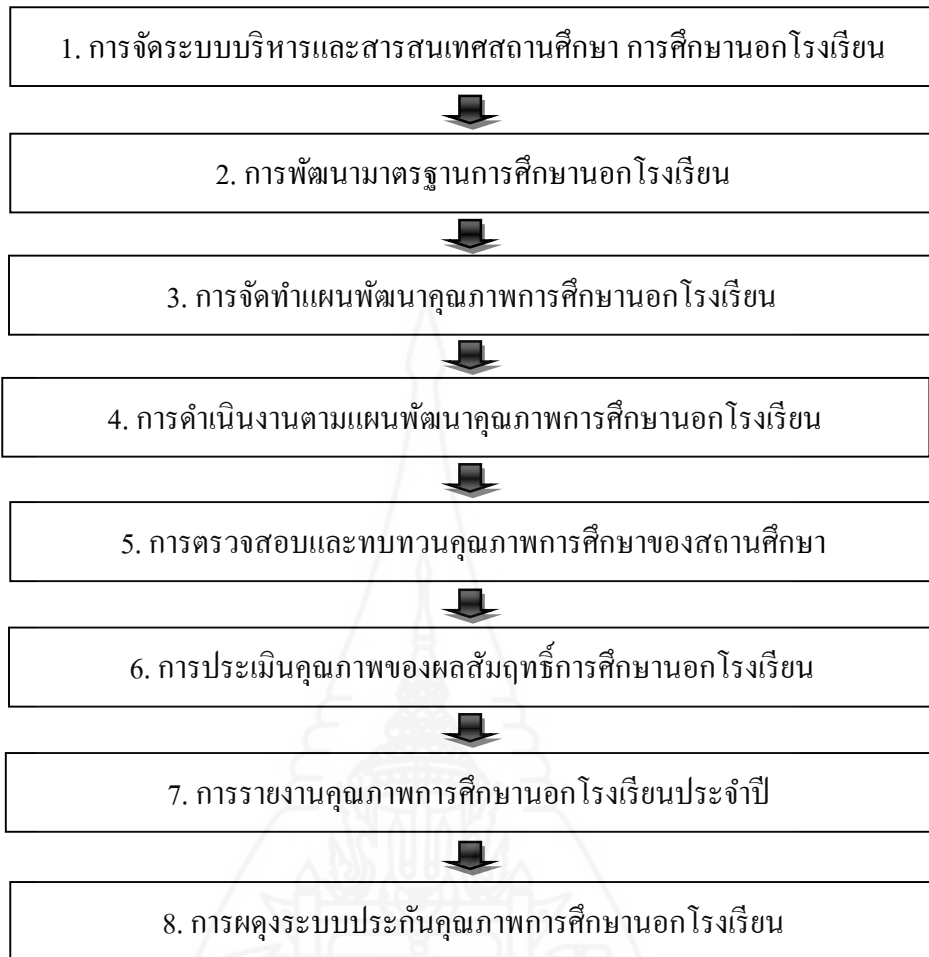 1. การจัดระบบบริหารและสารสนเทศสถานศึกษา การศึกษานอกโรงเรียน
2. การพัฒนามาตรฐานการศึกษานอกโรงเรียน
3. การจัดทำแผนพัฒนาคุณภาพการศึกษานอกโรงเรียน
4. การดำเนินงานตามแผนพัฒนาคุณภาพการศึกษานอกโรงเรียน
5. การตรวจสอบและทบทวนคุณภาพการศึกษาของสถานศึกษา
6. การประเมินคุณภาพของผลสัมฤทธิ์การศึกษานอกโรงเรียน
7. การรายงานคุณภาพการศึกษานอกโรงเรียนประจำปี
8. การผดุงระบบประกันคุณภาพการศึกษานอกโรงเรียน